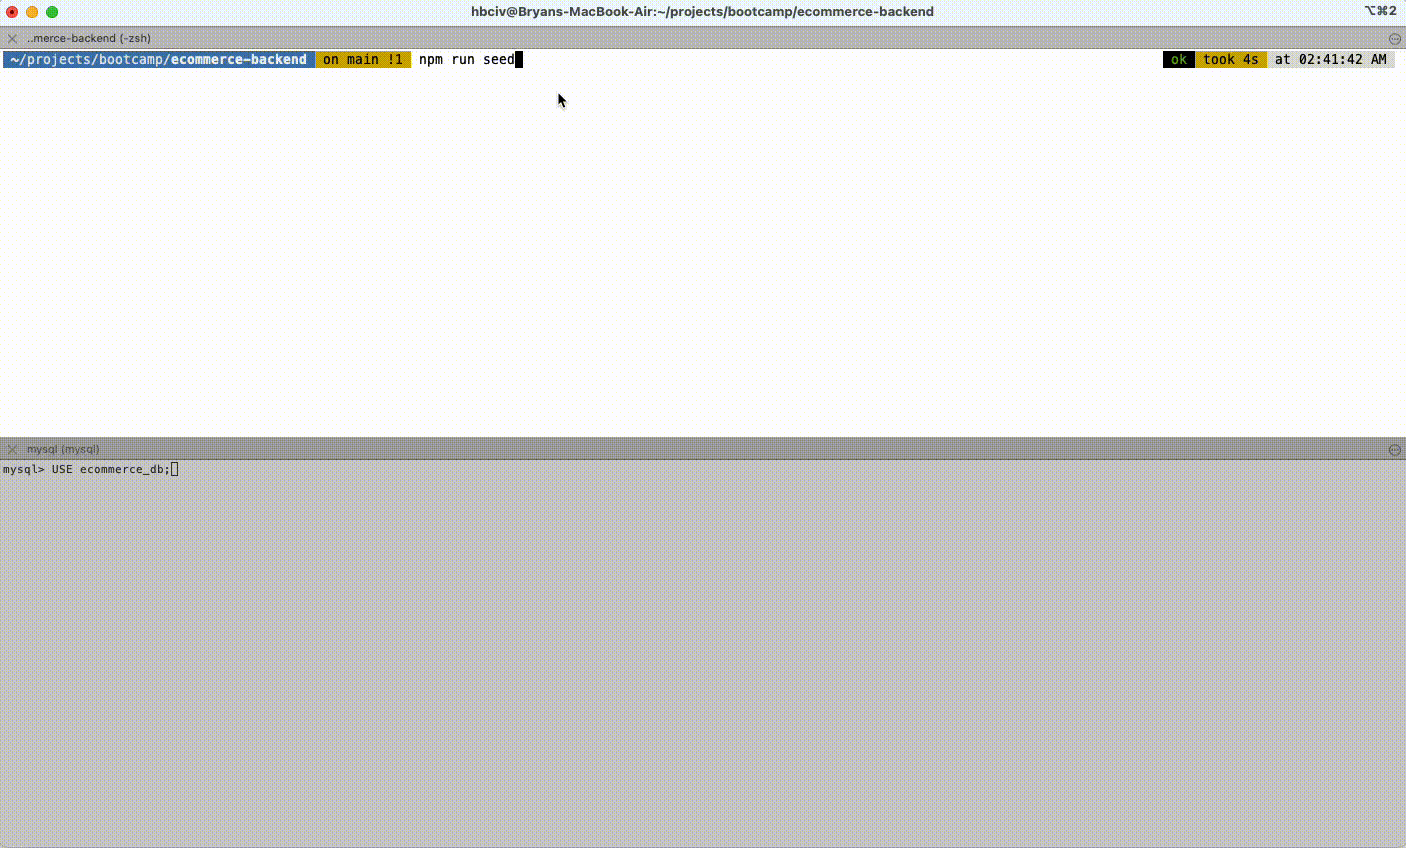 hbciv@Bryans-MacBook-Air:~/projects/bootcamp/ecommerce-backend ⌥⌘2
..merce-backend (-zsh)
~/projects/bootcamp/ecommerce-backend on main !1 npm run seed ok took 4s at 02:41:42 AM
mysql (mysql)
mysql> USE ecommerce_db;